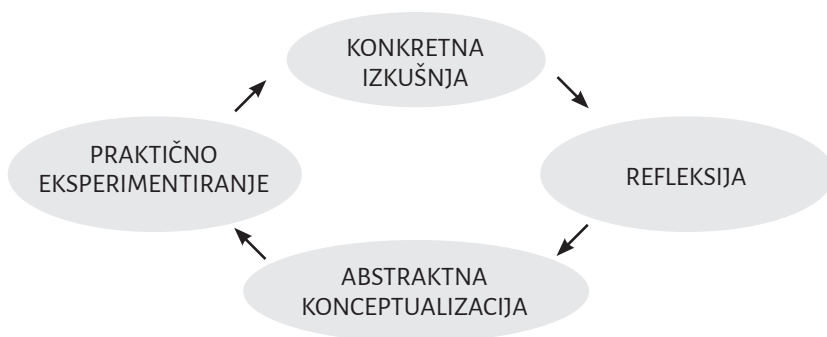 KONKRETNA
IZKUŠNJA
PRAKTIČNO
EKSPERIMENTIRANJE
REFLEKSIJA
ABSTRAKTNA
KONCEPTUALIZACIJA